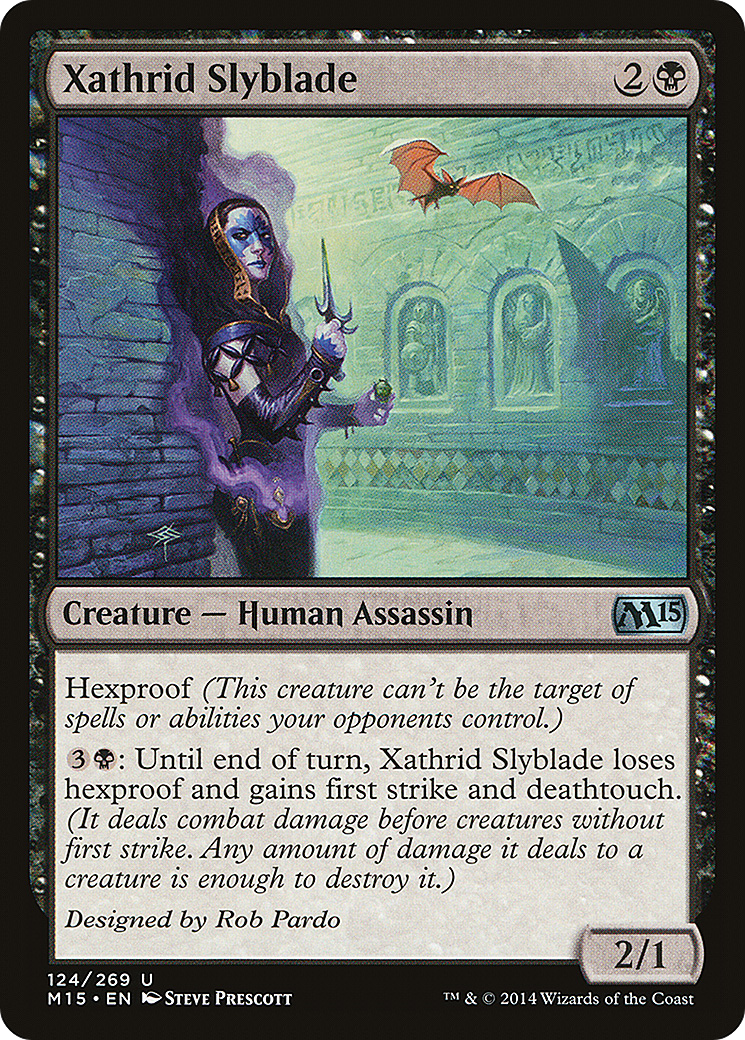 Xathrid Slyblade 2
Creature — Human Assassin M15
Hexproof (This creature can't be the target of
spells or abilities your opponents control.)
3: Until end of turn, Xathrid Slyblade loses
hexproof and gains first strike and deathtouch.
(It deals combat damage before creatures without
first strike. Any amount of damage it deals to a
creature is enough to destroy it.)
Designed by Rob Pardo
2/1
124/269 U
M15 • EN Steve Prescott
™ & © 2014 Wizards of the Coast